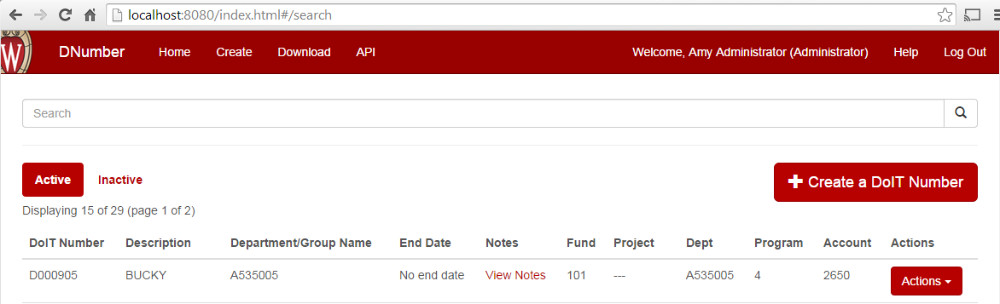 localhost:8080/index.html#/search
W DNumber Home Create Download API Welcome, Amy Administrator (Administrator) Help Log Out
Search
Active Inactive
Create a DoIT Number
Displaying 15 of 29 (page 1 of 2)
DoIT Number Description Department/Group Name End Date Notes Fund Project Dept Program Account Actions
D000905 BUCKY A535005 No end date View Notes 101 --- A535005 4 2650 Actions